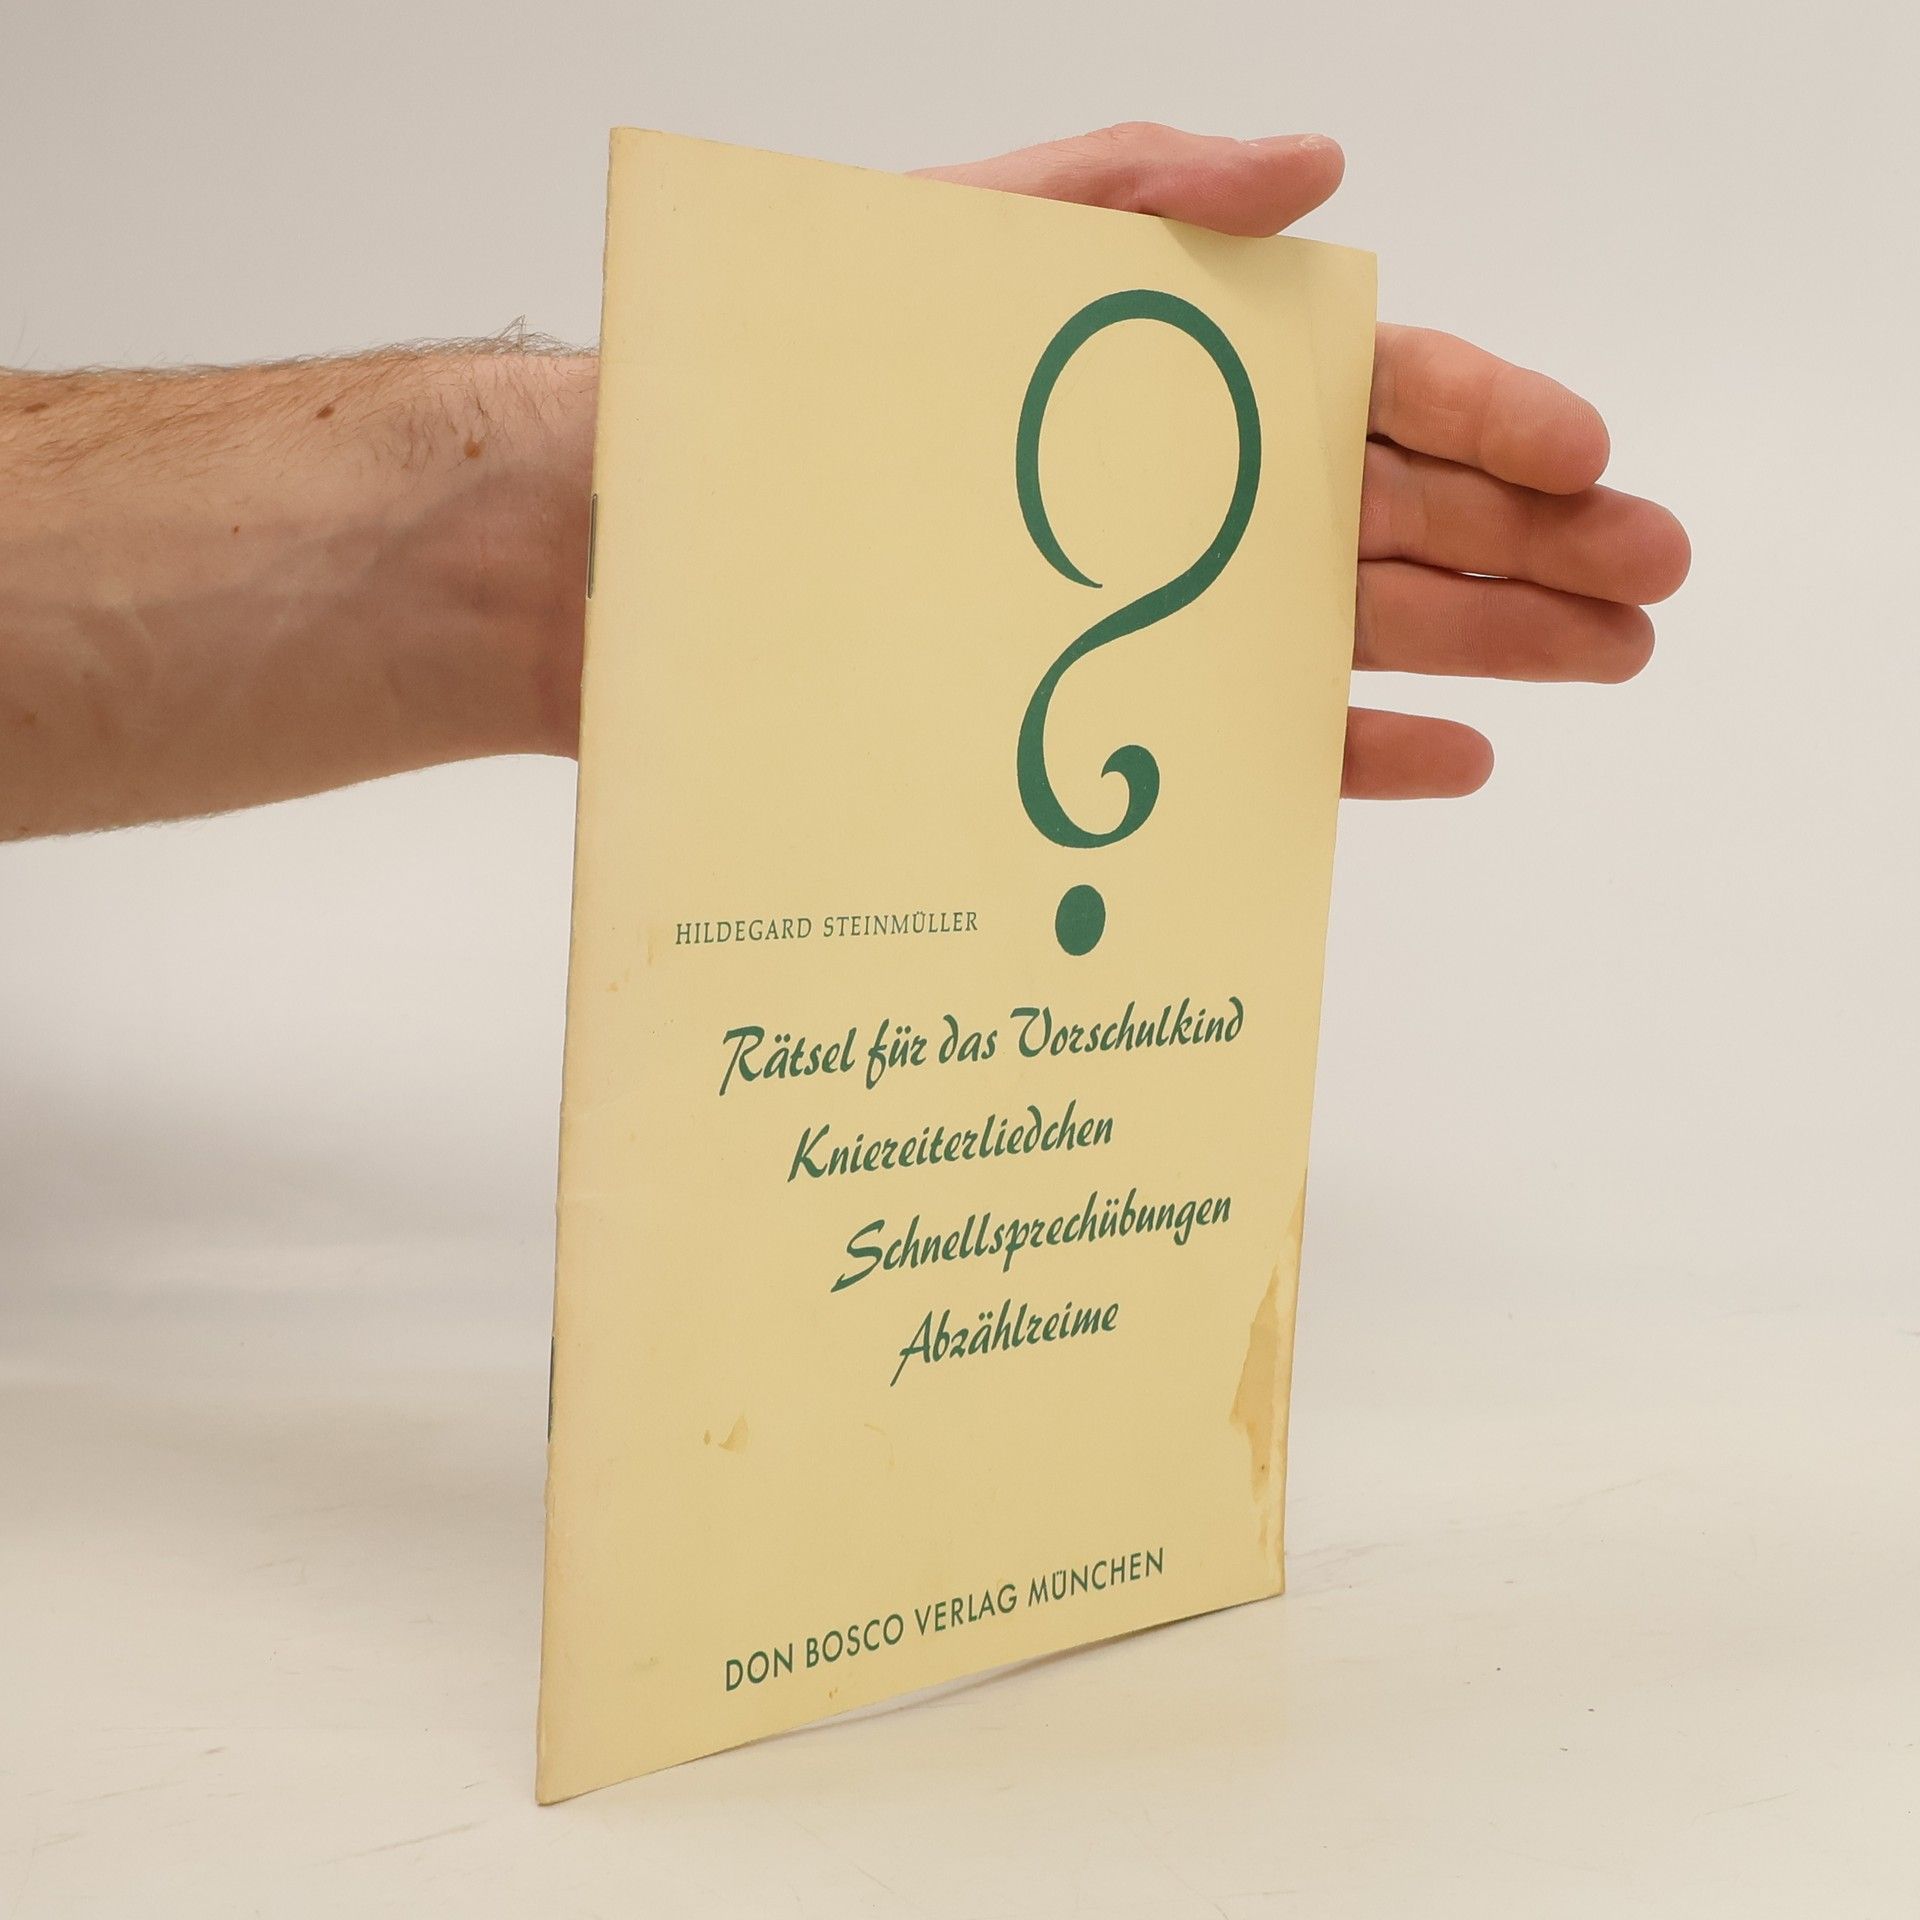 ?
HILDEGARD STEINMÜLLER
Rätsel für das Vorschulkind
Kniereiterliedchen
Schnellsprechübungen
Abzählreime
DON BOSCO VERLAG MÜNCHEN